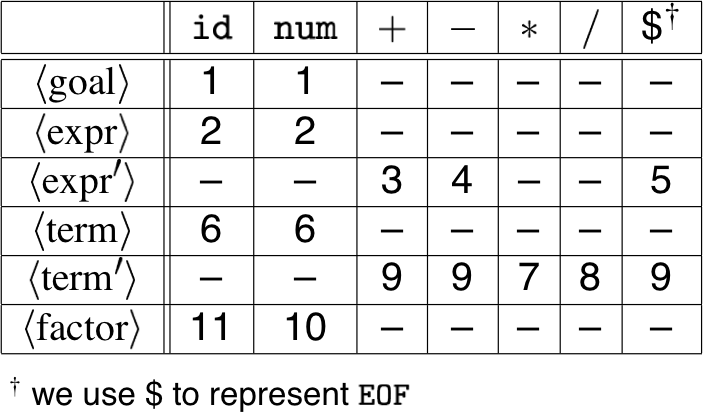 id num + − * / $†
⟨goal⟩ 1 1 – – – – –
⟨expr⟩ 2 2 – – – – –
⟨expr′⟩ – – 3 4 – – 5
⟨term⟩ 6 6 – – – – –
⟨term′⟩ – – 9 9 7 8 9
⟨factor⟩ 11 10 – – – – –
† we use $ to represent EOF